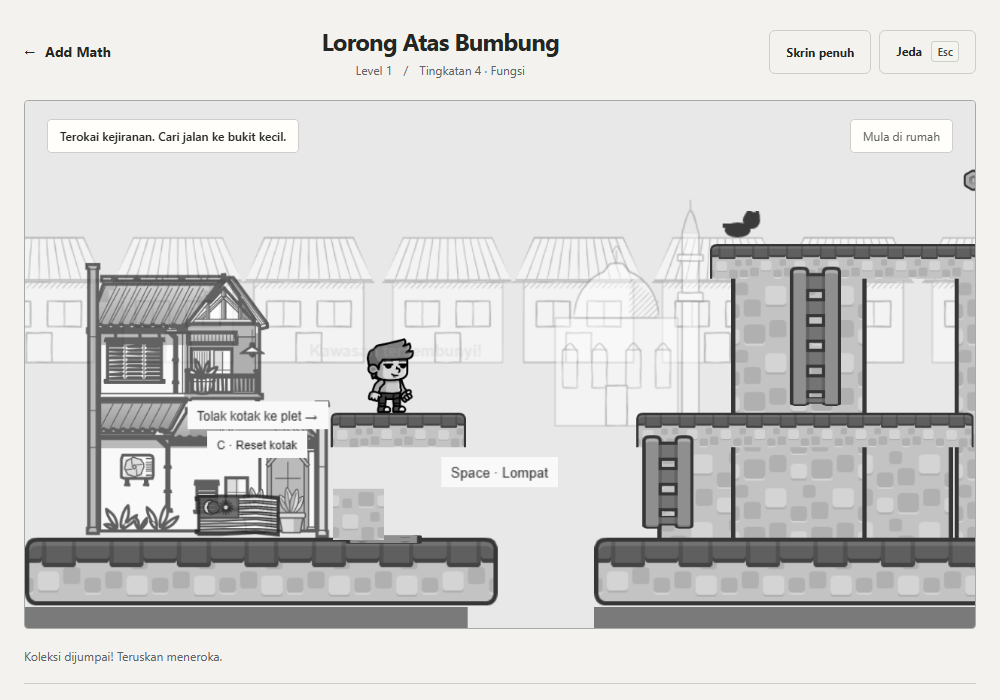 ← Add Math
Lorong Atas Bumbung
Level 1 / Tingkatan 4 · Fungsi
Skrin penuh
Jeda Esc
Terokai kejiranan. Cari jalan ke bukit kecil.
Mula di rumah
Tolak kotak ke plet →
C · Reset kotak
Space · Lompat
Koleksi dijumpai! Teruskan meneroka.